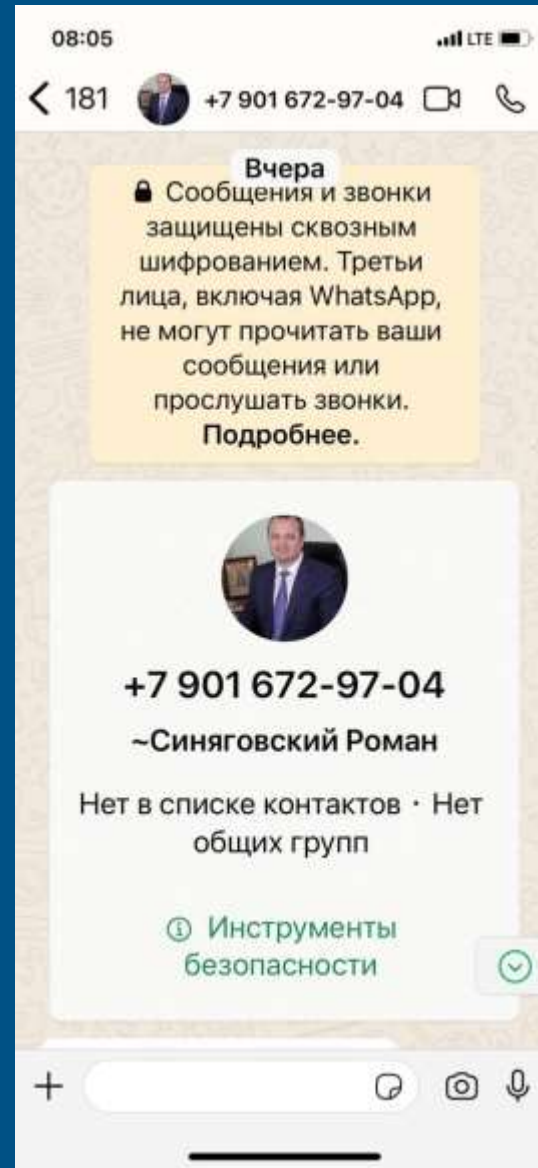 08:05
LTE
181
+7 901 672-97-04
Вчера
Сообщения и звонки
защищены сквозным
шифрованием. Третьи
лица, включая WhatsApp,
не могут прочитать ваши
сообщения или
прослушать звонки.
Подробнее.
+7 901 672-97-04
~Синяговский Роман
Нет в списке контактов · Нет
общих групп
Инструменты
безопасности